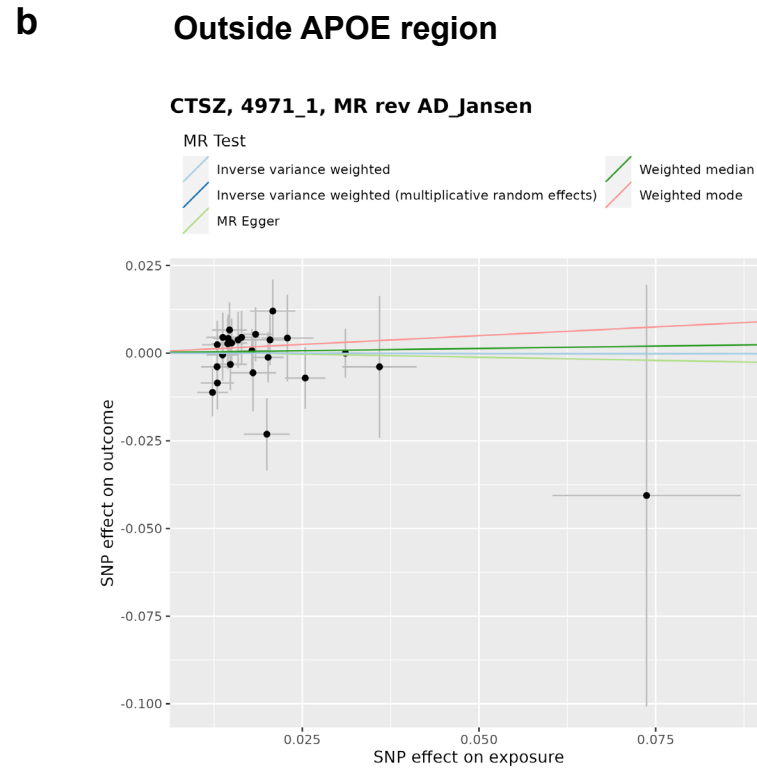 b
Outside APOE region
CTSZ, 4971_1, MR rev AD_Jansen
MR Test
Inverse variance weighted
Inverse variance weighted (multiplicative random effects)
MR Egger
Weighted median
Weighted mode
SNP effect on outcome
0.025
0.000
-0.025
-0.050
-0.075
-0.100
0.025 0.050 0.075
SNP effect on exposure